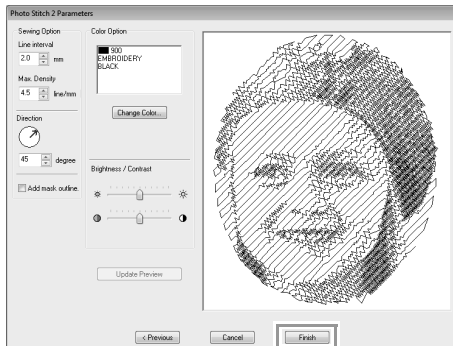 Photo Stitch 2 Parameters
Sewing Option
Line interval
2.0 mm
Max. Density
4.5 line/mm
Direction
45 degree
Add mask outline.
Color Option
900
EMBROIDERY
BLACK
Change Color...
Brightness / Contrast
Update Preview
< Previous
Cancel
Finish